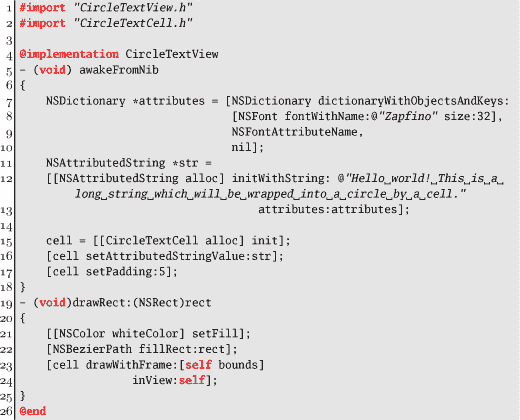 1 #import "CircleTextView.h"
2 #import "CircleTextCell.h"
3
4 @implementation CircleTextView
5 - (void) awakeFromNib
6 {
7     NSDictionary *attributes = [NSDictionary dictionaryWithObjectsAndKeys:
8                                 [NSFont fontWithName:@"Zapfino" size:32],
9                                 NSFontAttributeName,
10                                nil];
11    NSAttributedString *str =
12    [[NSAttributedString alloc] initWithString: @"Hello␣world!␣This␣is␣a␣
        long␣string␣which␣will␣be␣wrapped␣into␣a␣circle␣by␣a␣cell."
13                                    attributes:attributes];
14
15    cell = [[CircleTextCell alloc] init];
16    [cell setAttributedStringValue:str];
17    [cell setPadding:5];
18 }
19 - (void)drawRect:(NSRect)rect
20 {
21    [[NSColor whiteColor] setFill];
22    [NSBezierPath fillRect:rect];
23    [cell drawWithFrame:[self bounds]
24                 inView:self];
25 }
26 @end